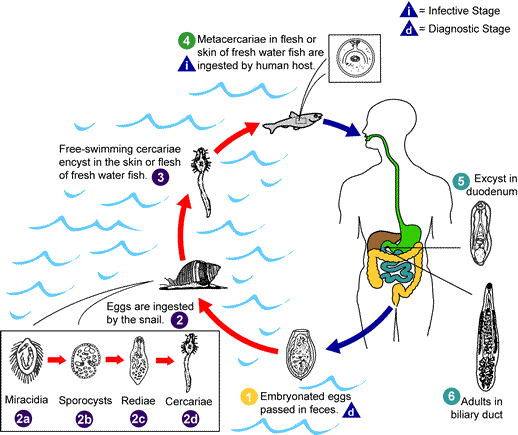 i = Infective Stage
d = Diagnostic Stage
4 Metacercariae in flesh or
skin of fresh water fish are
i ingested by human host.
Free-swimming cercariae
encyst in the skin or flesh
of fresh water fish. 3
5 Excyst in
duodenum
Eggs are ingested
by the snail. 2
Miracidia Sporocysts Rediae Cercariae
2a 2b 2c 2d
1 Embryonated eggs
passed in feces. d
6 Adults in
biliary duct